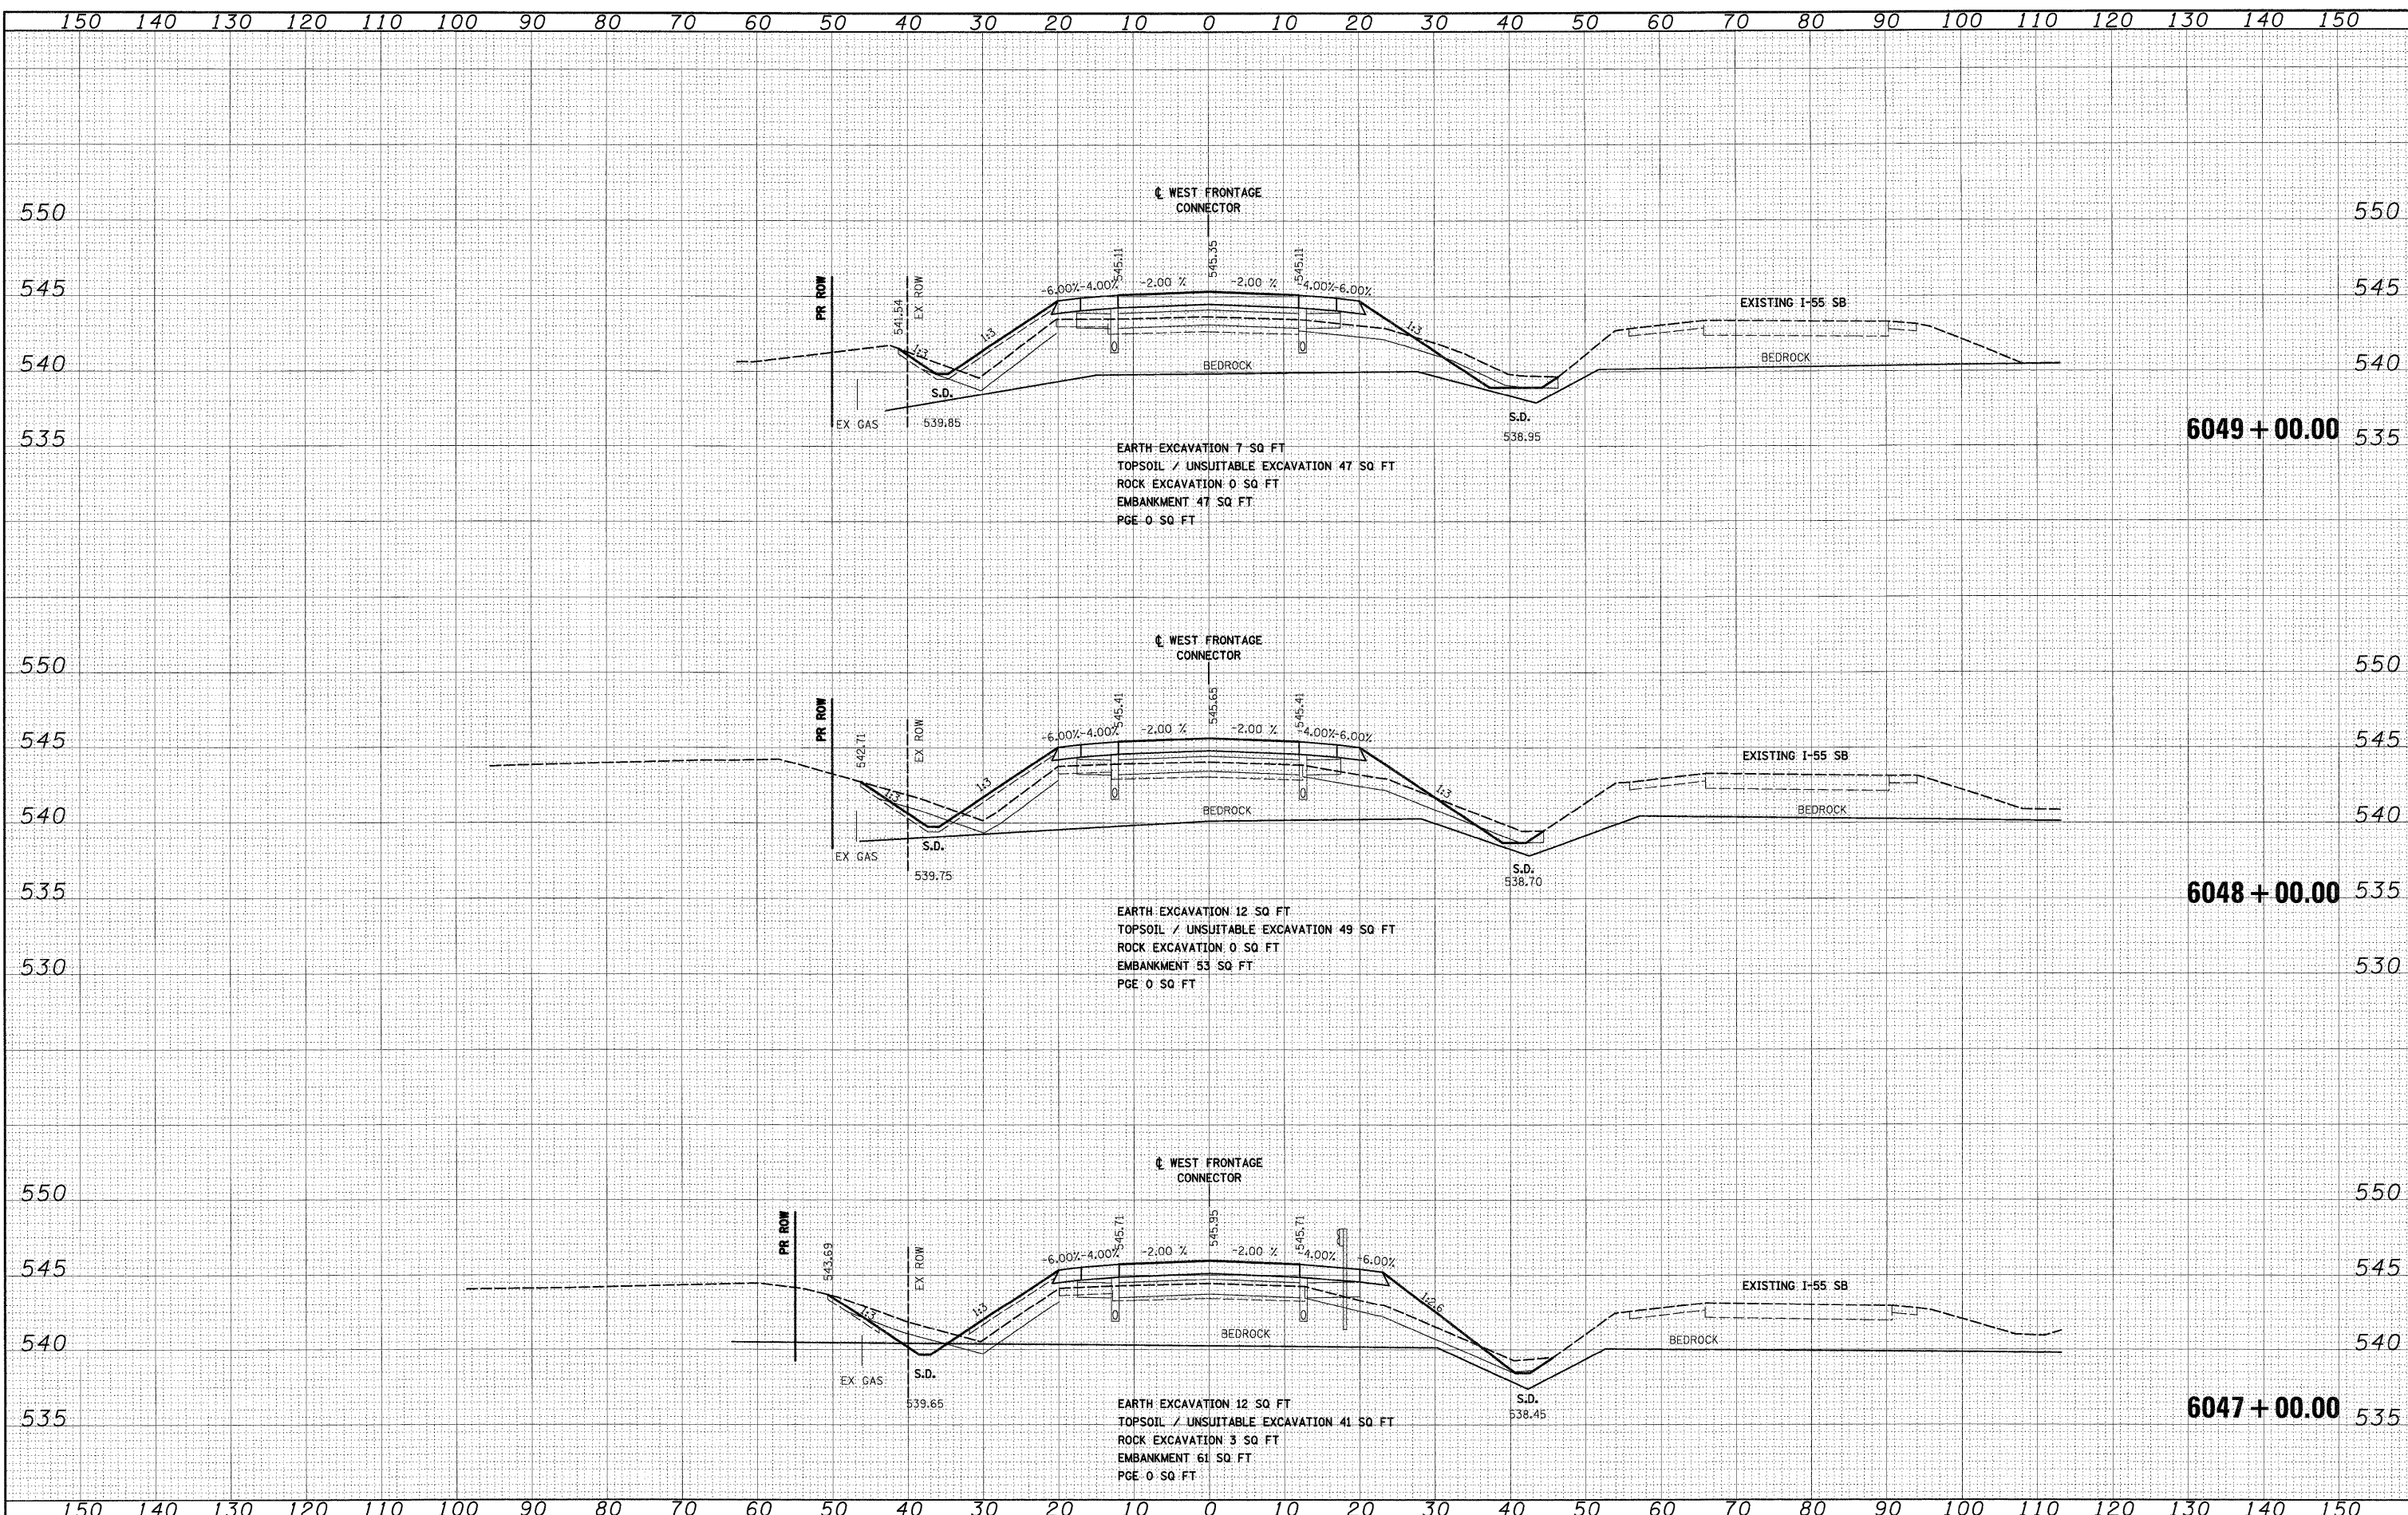 150 140 130 120 110 100 90 80 70 60 50 40 30 20 10 0 10 20 30 40 50 60 70 80 90 100 110 120 130 140 150
℄ WEST FRONTAGE
CONNECTOR
550 550
545.11 545.35 545.11
PR ROW 541.54 EX ROW
-6.00% -4.00% -2.00 % -2.00 % -4.00% -6.00%
545 EXISTING I-55 SB 545
1:3 1:3 1:3
540 BEDROCK BEDROCK 540
S.D. S.D.
EX GAS 539.85 538.95
535 6049+00.00 535
EARTH EXCAVATION 7 SQ FT
TOPSOIL / UNSUITABLE EXCAVATION 47 SQ FT
ROCK EXCAVATION 0 SQ FT
EMBANKMENT 47 SQ FT
PGE 0 SQ FT
℄ WEST FRONTAGE
CONNECTOR
550 550
545.41 545.65 545.41
PR ROW 542.71 EX ROW
-6.00% -4.00% -2.00 % -2.00 % -4.00% -6.00%
545 EXISTING I-55 SB 545
1:3 1:3 1:3
540 BEDROCK BEDROCK 540
S.D. S.D.
EX GAS 539.75 538.70
535 6048+00.00 535
EARTH EXCAVATION 12 SQ FT
TOPSOIL / UNSUITABLE EXCAVATION 49 SQ FT
ROCK EXCAVATION 0 SQ FT
EMBANKMENT 53 SQ FT
PGE 0 SQ FT
530 530
℄ WEST FRONTAGE
CONNECTOR
550 550
545.71 545.95 545.71
PR ROW 543.69 EX ROW
-6.00% -4.00% -2.00 % -2.00 % -4.00% -6.00%
545 EXISTING I-55 SB 545
1:3 1:3 1:2.6
540 BEDROCK BEDROCK 540
EX GAS S.D. S.D.
539.65 538.45
535 6047+00.00 535
EARTH EXCAVATION 12 SQ FT
TOPSOIL / UNSUITABLE EXCAVATION 41 SQ FT
ROCK EXCAVATION 3 SQ FT
EMBANKMENT 61 SQ FT
PGE 0 SQ FT
150 140 130 120 110 100 90 80 70 60 50 40 30 20 10 0 10 20 30 40 50 60 70 80 90 100 110 120 130 140 150